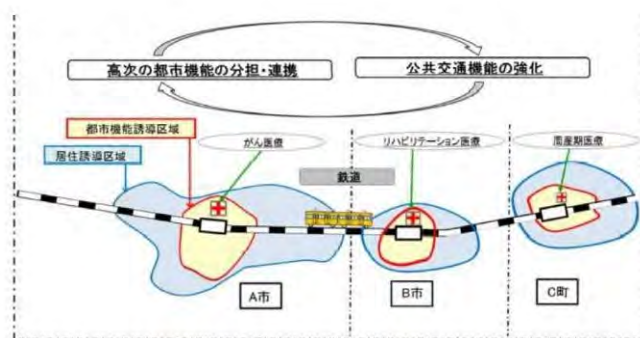 高次の都市機能の分担・連携
公共交通機能の強化
都市機能誘導区域
居住誘導区域
がん医療
リハビリテーション医療
周産期医療
鉄道
A市
B市
C町